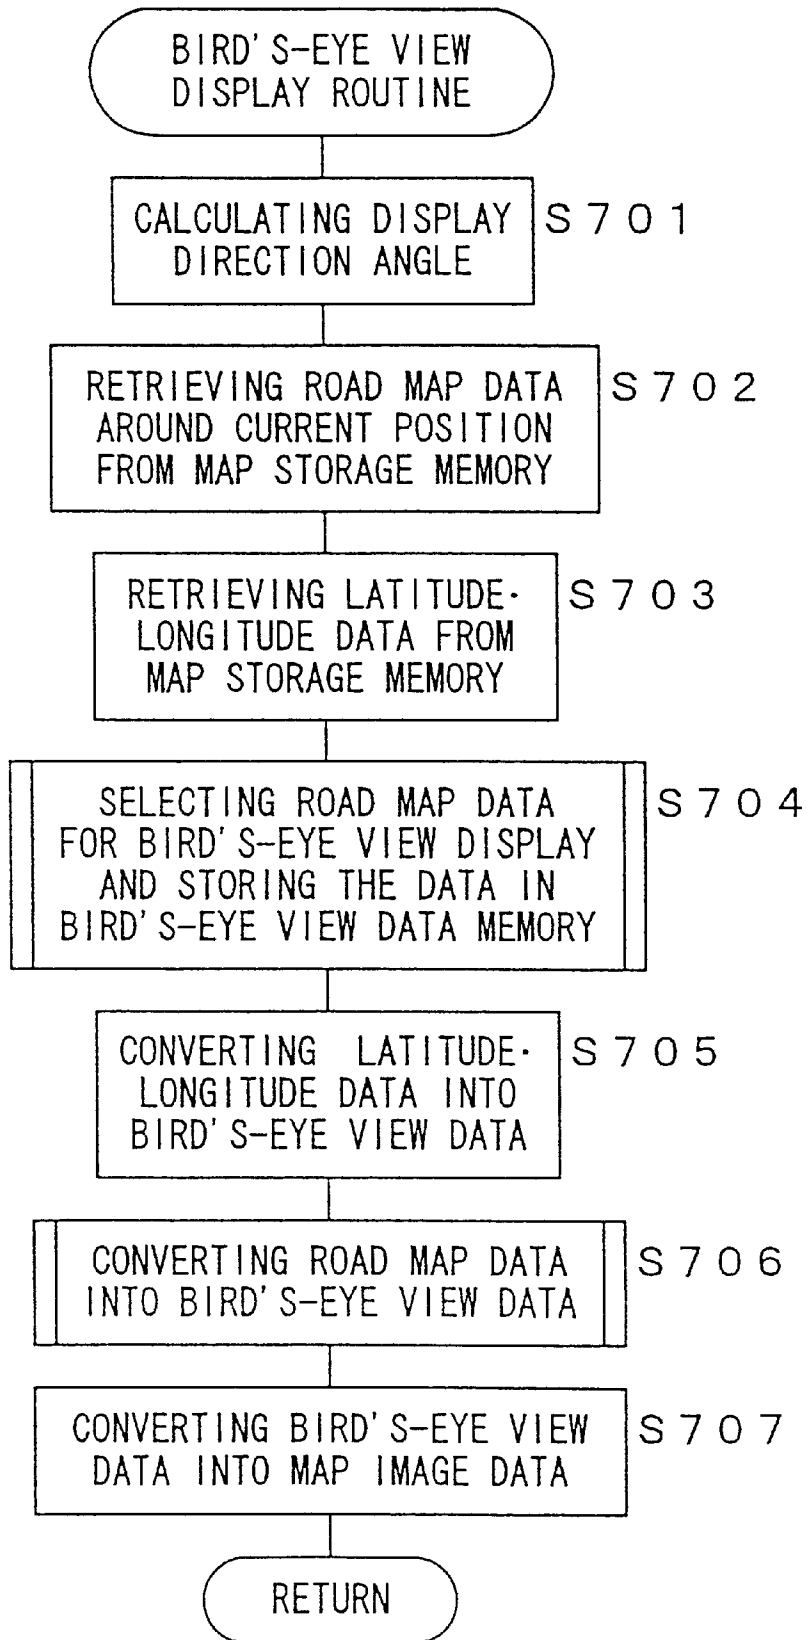 BIRD'S-EYE VIEW
DISPLAY ROUTINE
CALCULATING DISPLAY
DIRECTION ANGLE
S701
RETRIEVING ROAD MAP DATA
AROUND CURRENT POSITION
FROM MAP STORAGE MEMORY
S702
RETRIEVING LATITUDE·
LONGITUDE DATA FROM
MAP STORAGE MEMORY
S703
SELECTING ROAD MAP DATA
FOR BIRD'S-EYE VIEW DISPLAY
AND STORING THE DATA IN
BIRD'S-EYE VIEW DATA MEMORY
S704
CONVERTING LATITUDE·
LONGITUDE DATA INTO
BIRD'S-EYE VIEW DATA
S705
CONVERTING ROAD MAP DATA
INTO BIRD'S-EYE VIEW DATA
S706
CONVERTING BIRD'S-EYE VIEW
DATA INTO MAP IMAGE DATA
S707
RETURN